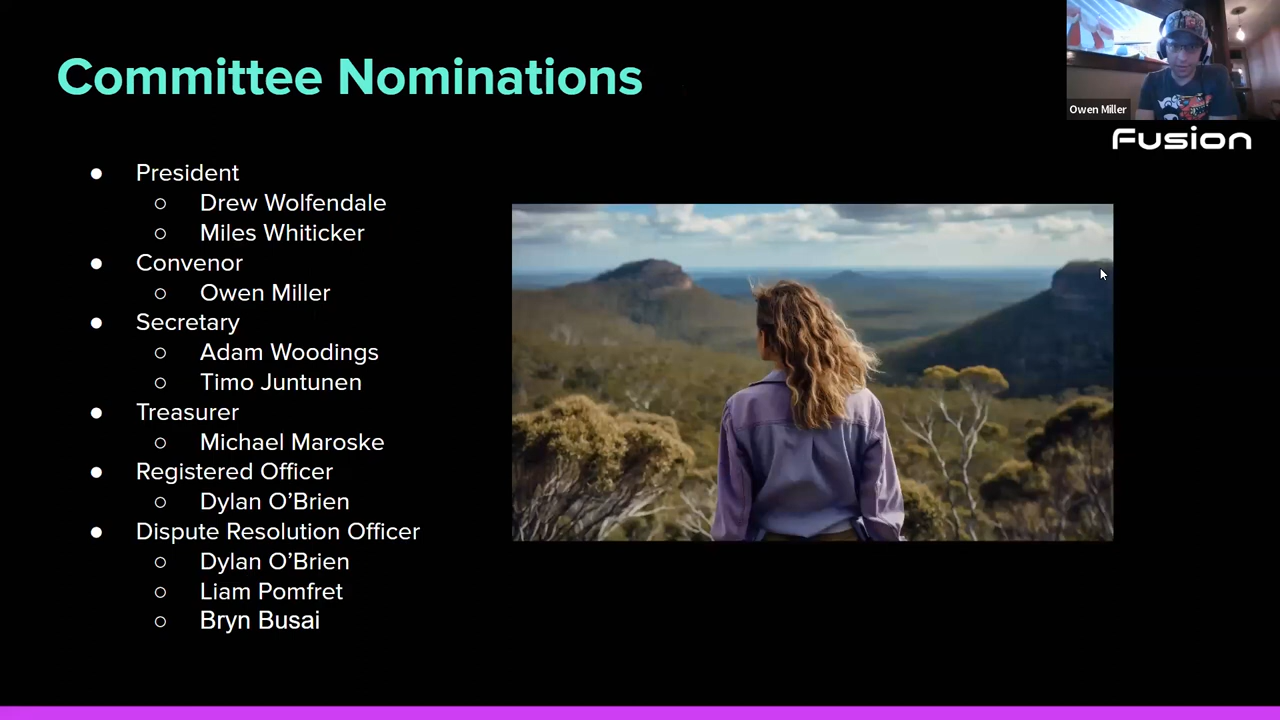 Committee Nominations
Owen Miller
Fusion
● President
○ Drew Wolfendale
○ Miles Whiticker
● Convenor
○ Owen Miller
● Secretary
○ Adam Woodings
○ Timo Juntunen
● Treasurer
○ Michael Maroske
● Registered Officer
○ Dylan O’Brien
● Dispute Resolution Officer
○ Dylan O’Brien
○ Liam Pomfret
○ Bryn Busai